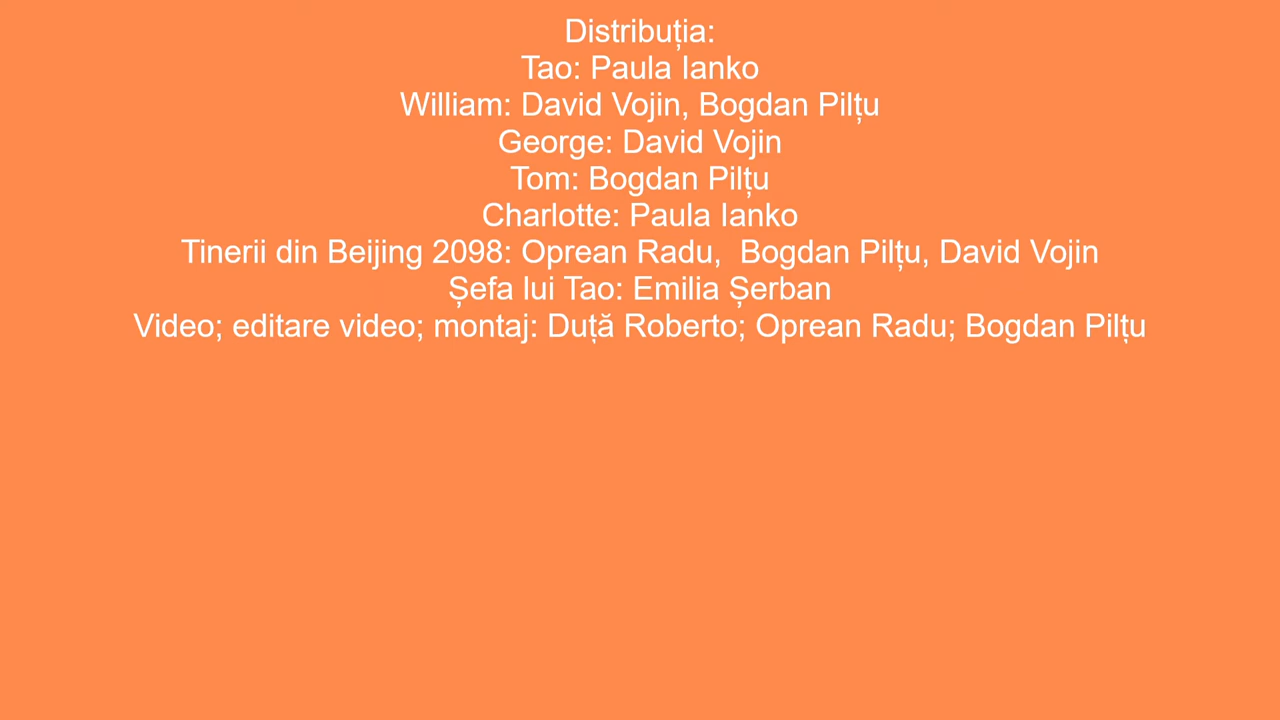 Distribuția:
Tao: Paula Ianko
William: David Vojin, Bogdan Pilțu
George: David Vojin
Tom: Bogdan Pilțu
Charlotte: Paula Ianko
Tinerii din Beijing 2098: Oprean Radu,  Bogdan Pilțu, David Vojin
Șefa lui Tao: Emilia Șerban
Video; editare video; montaj: Duță Roberto; Oprean Radu; Bogdan Pilțu